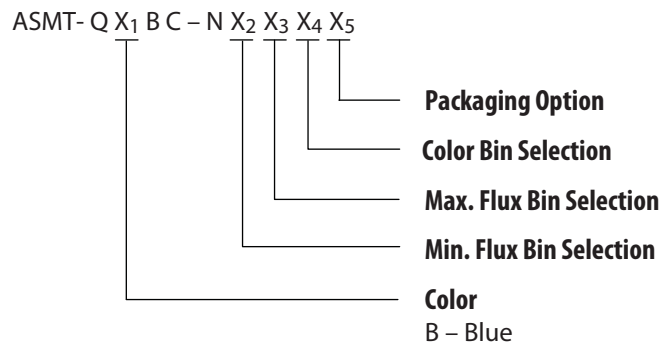 ASMT- Q X1 B C – N X2 X3 X4 X5
Packaging Option
Color Bin Selection
Max. Flux Bin Selection
Min. Flux Bin Selection
Color
B – Blue